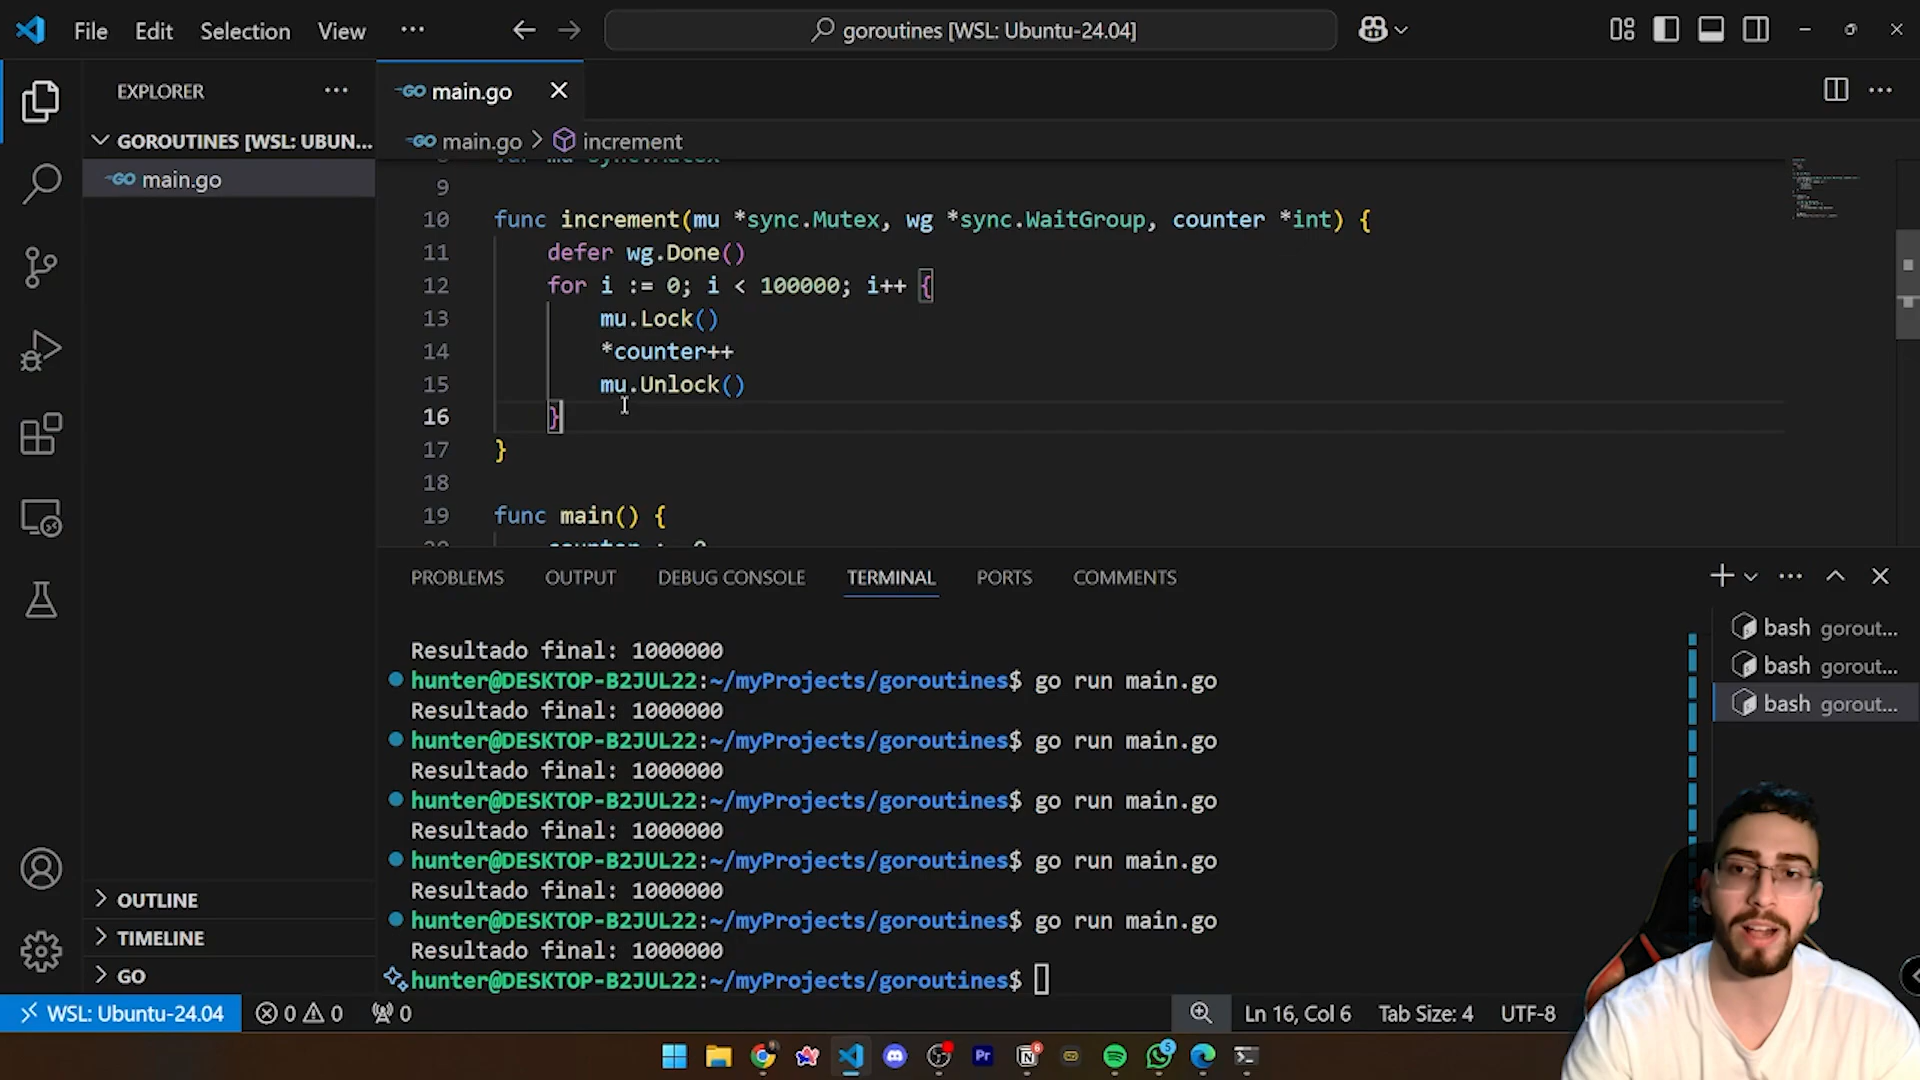 File Edit Selection View ··· goroutines [WSL: Ubuntu-24.04]
EXPLORER ···
GOROUTINES [WSL: UBUN...
main.go
main.go
main.go > increment
9
10 func increment(mu *sync.Mutex, wg *sync.WaitGroup, counter *int) {
11 defer wg.Done()
12 for i := 0; i < 100000; i++ {
13 mu.Lock()
14 *counter++
15 mu.Unlock()
16 }
17 }
18
19 func main() {
PROBLEMS OUTPUT DEBUG CONSOLE TERMINAL PORTS COMMENTS
Resultado final: 1000000
hunter@DESKTOP-B2JUL22:~/myProjects/goroutines$ go run main.go
Resultado final: 1000000
hunter@DESKTOP-B2JUL22:~/myProjects/goroutines$ go run main.go
Resultado final: 1000000
hunter@DESKTOP-B2JUL22:~/myProjects/goroutines$ go run main.go
Resultado final: 1000000
hunter@DESKTOP-B2JUL22:~/myProjects/goroutines$ go run main.go
Resultado final: 1000000
hunter@DESKTOP-B2JUL22:~/myProjects/goroutines$ go run main.go
Resultado final: 1000000
hunter@DESKTOP-B2JUL22:~/myProjects/goroutines$
bash gorout...
bash gorout...
bash gorout...
OUTLINE
TIMELINE
GO
WSL: Ubuntu-24.04 0 0 0 Ln 16, Col 6 Tab Size: 4 UTF-8
Pr